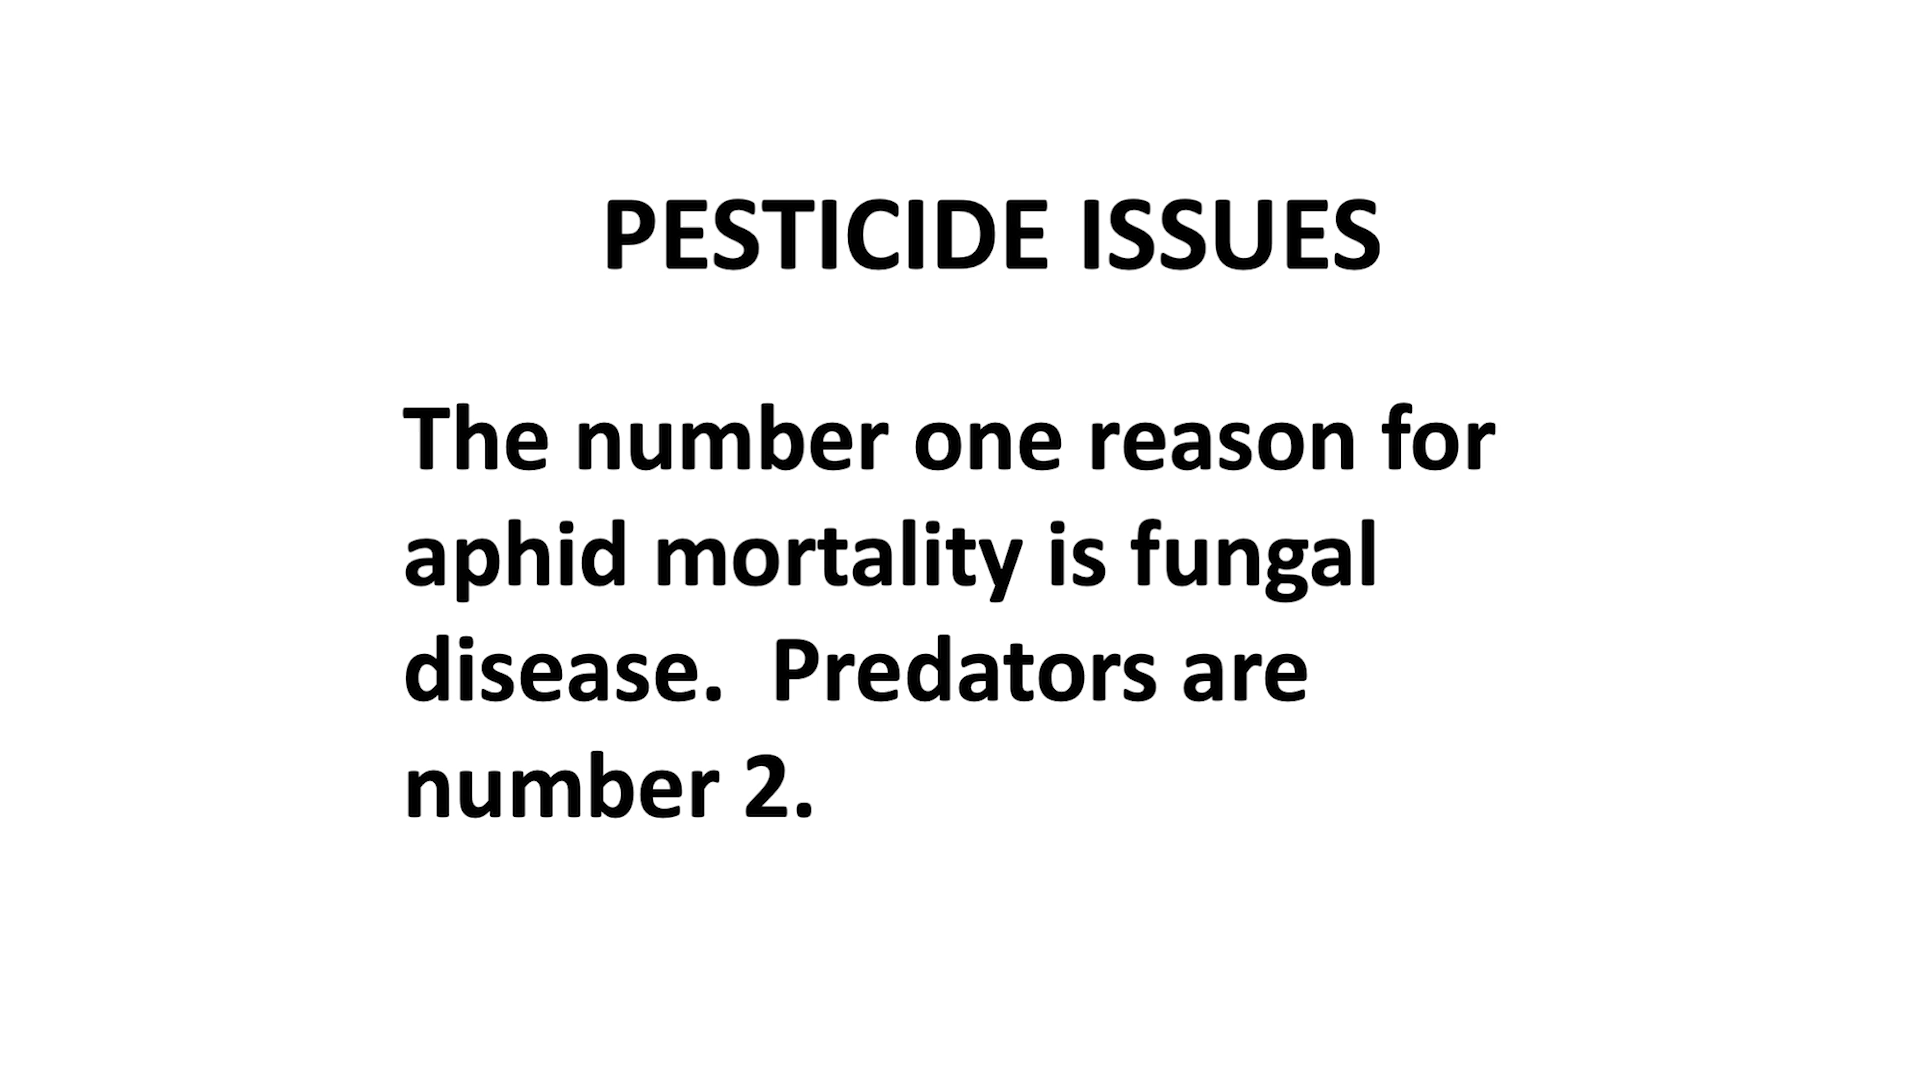 PESTICIDE ISSUES
The number one reason for
aphid mortality is fungal
disease.  Predators are
number 2.